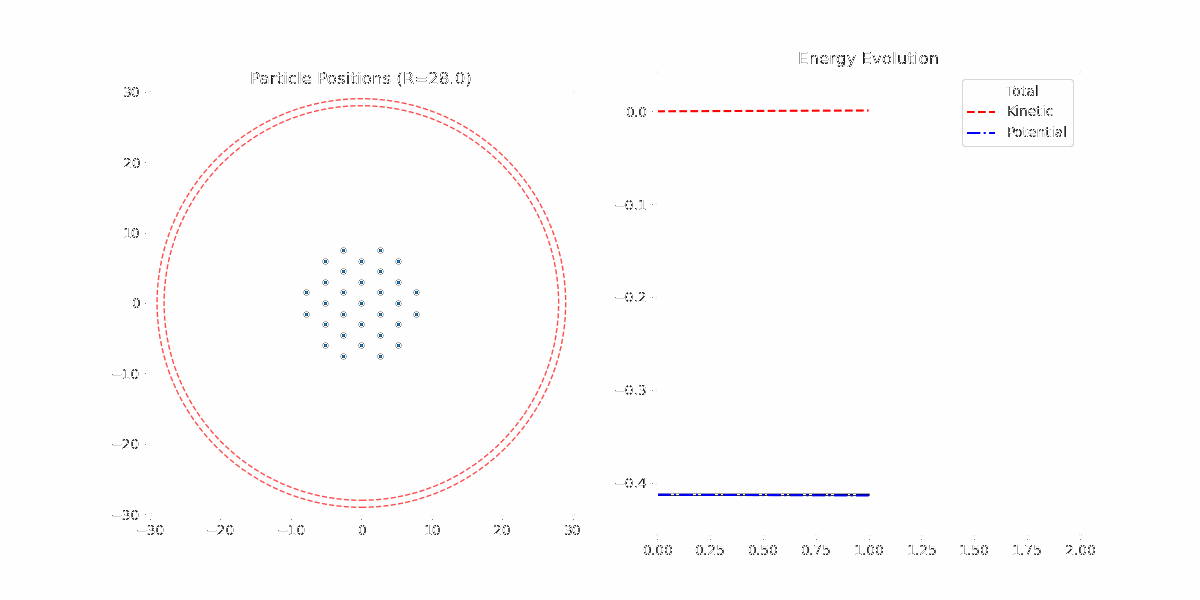 Particle Positions (R=28.0)
30
20
10
0
−10
−20
−30
−30 −20 −10 0 10 20 30
Energy Evolution
Total
Kinetic
Potential
0.0
−0.1
−0.2
−0.3
−0.4
0.00 0.25 0.50 0.75 1.00 1.25 1.50 1.75 2.00